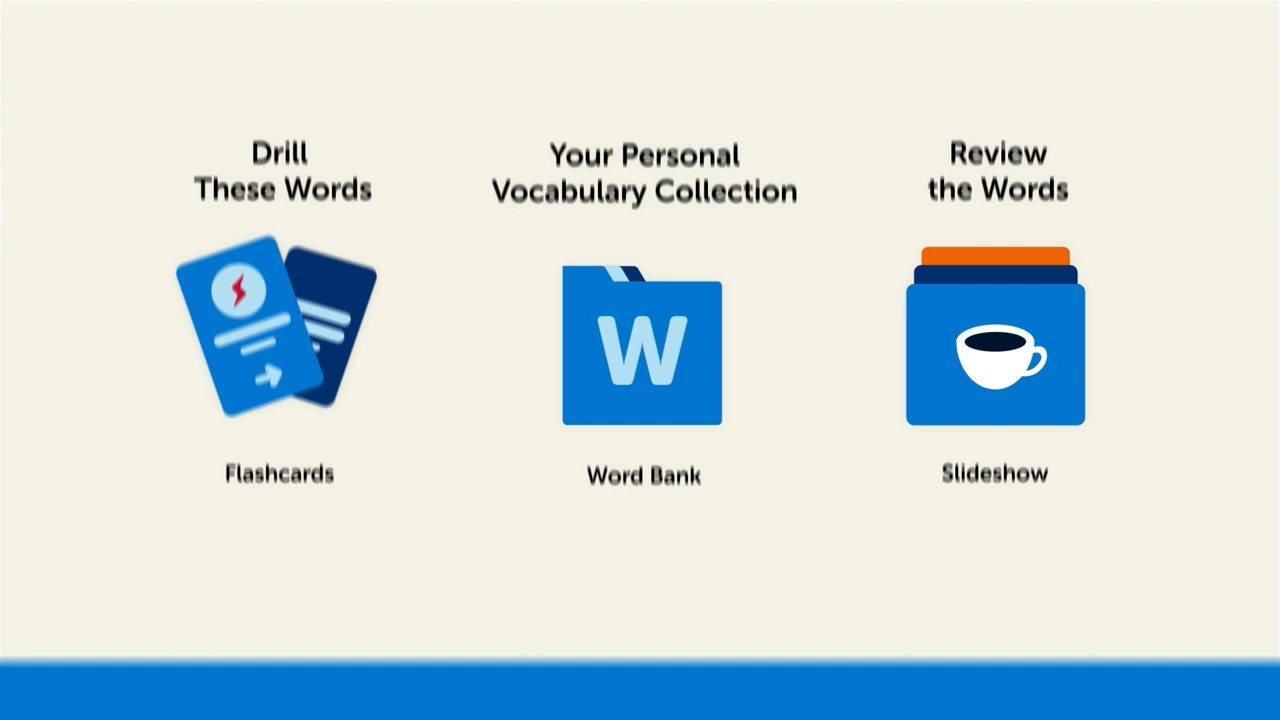 Drill
These Words
Your Personal
Vocabulary Collection
Review
the Words
W
Flashcards
Word Bank
Slideshow